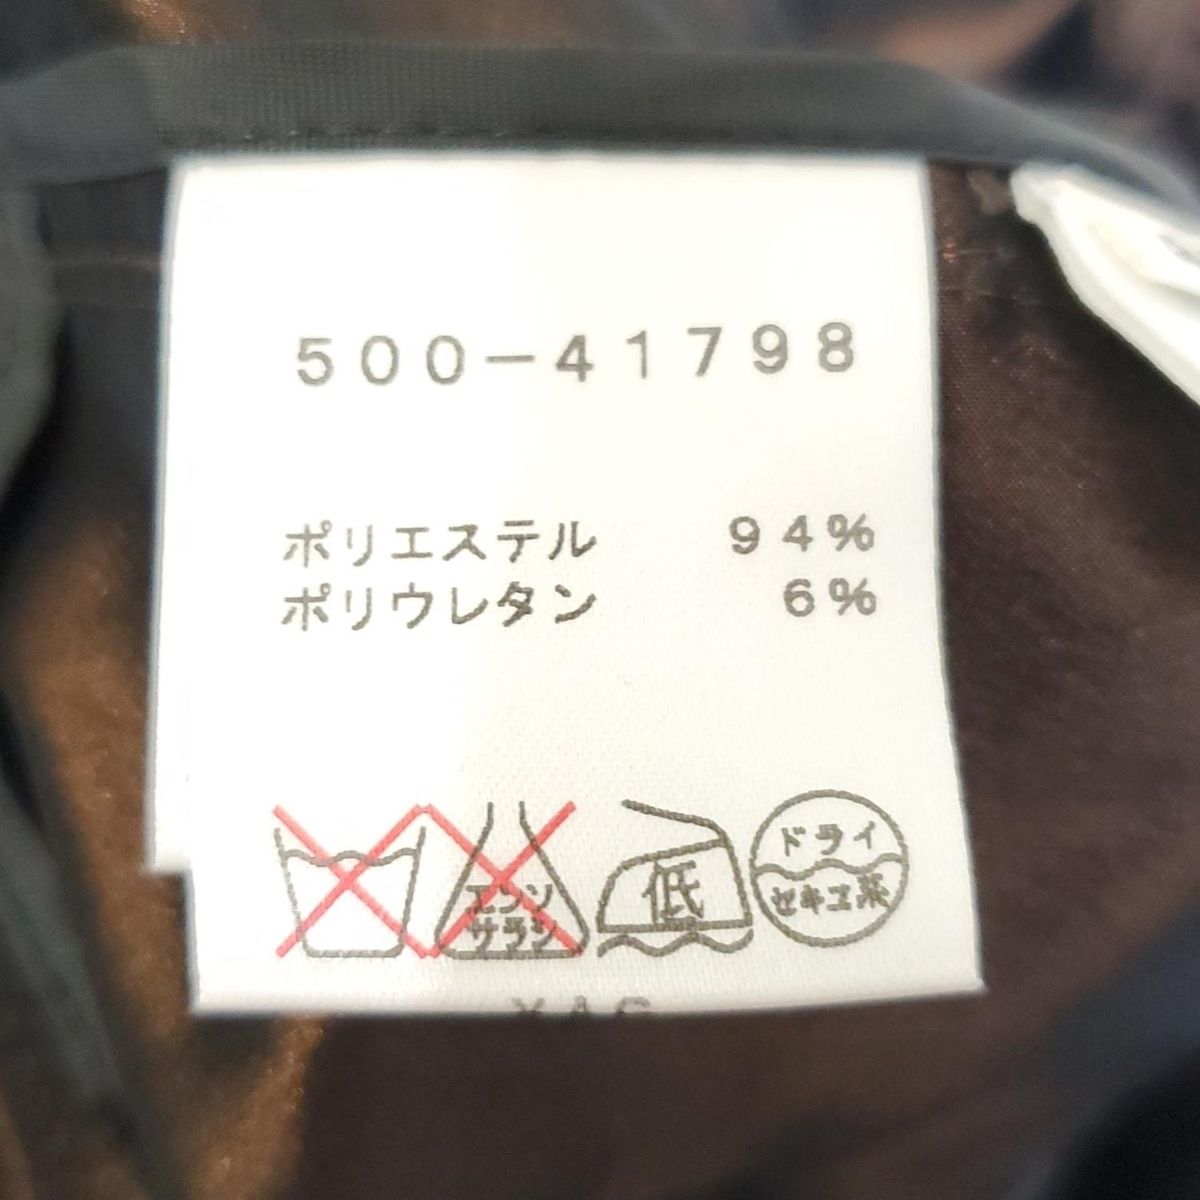 500-41798
ポリエステル 94%
ポリウレタン 6%
エンソ サラシ 低 ドライ セキユ系